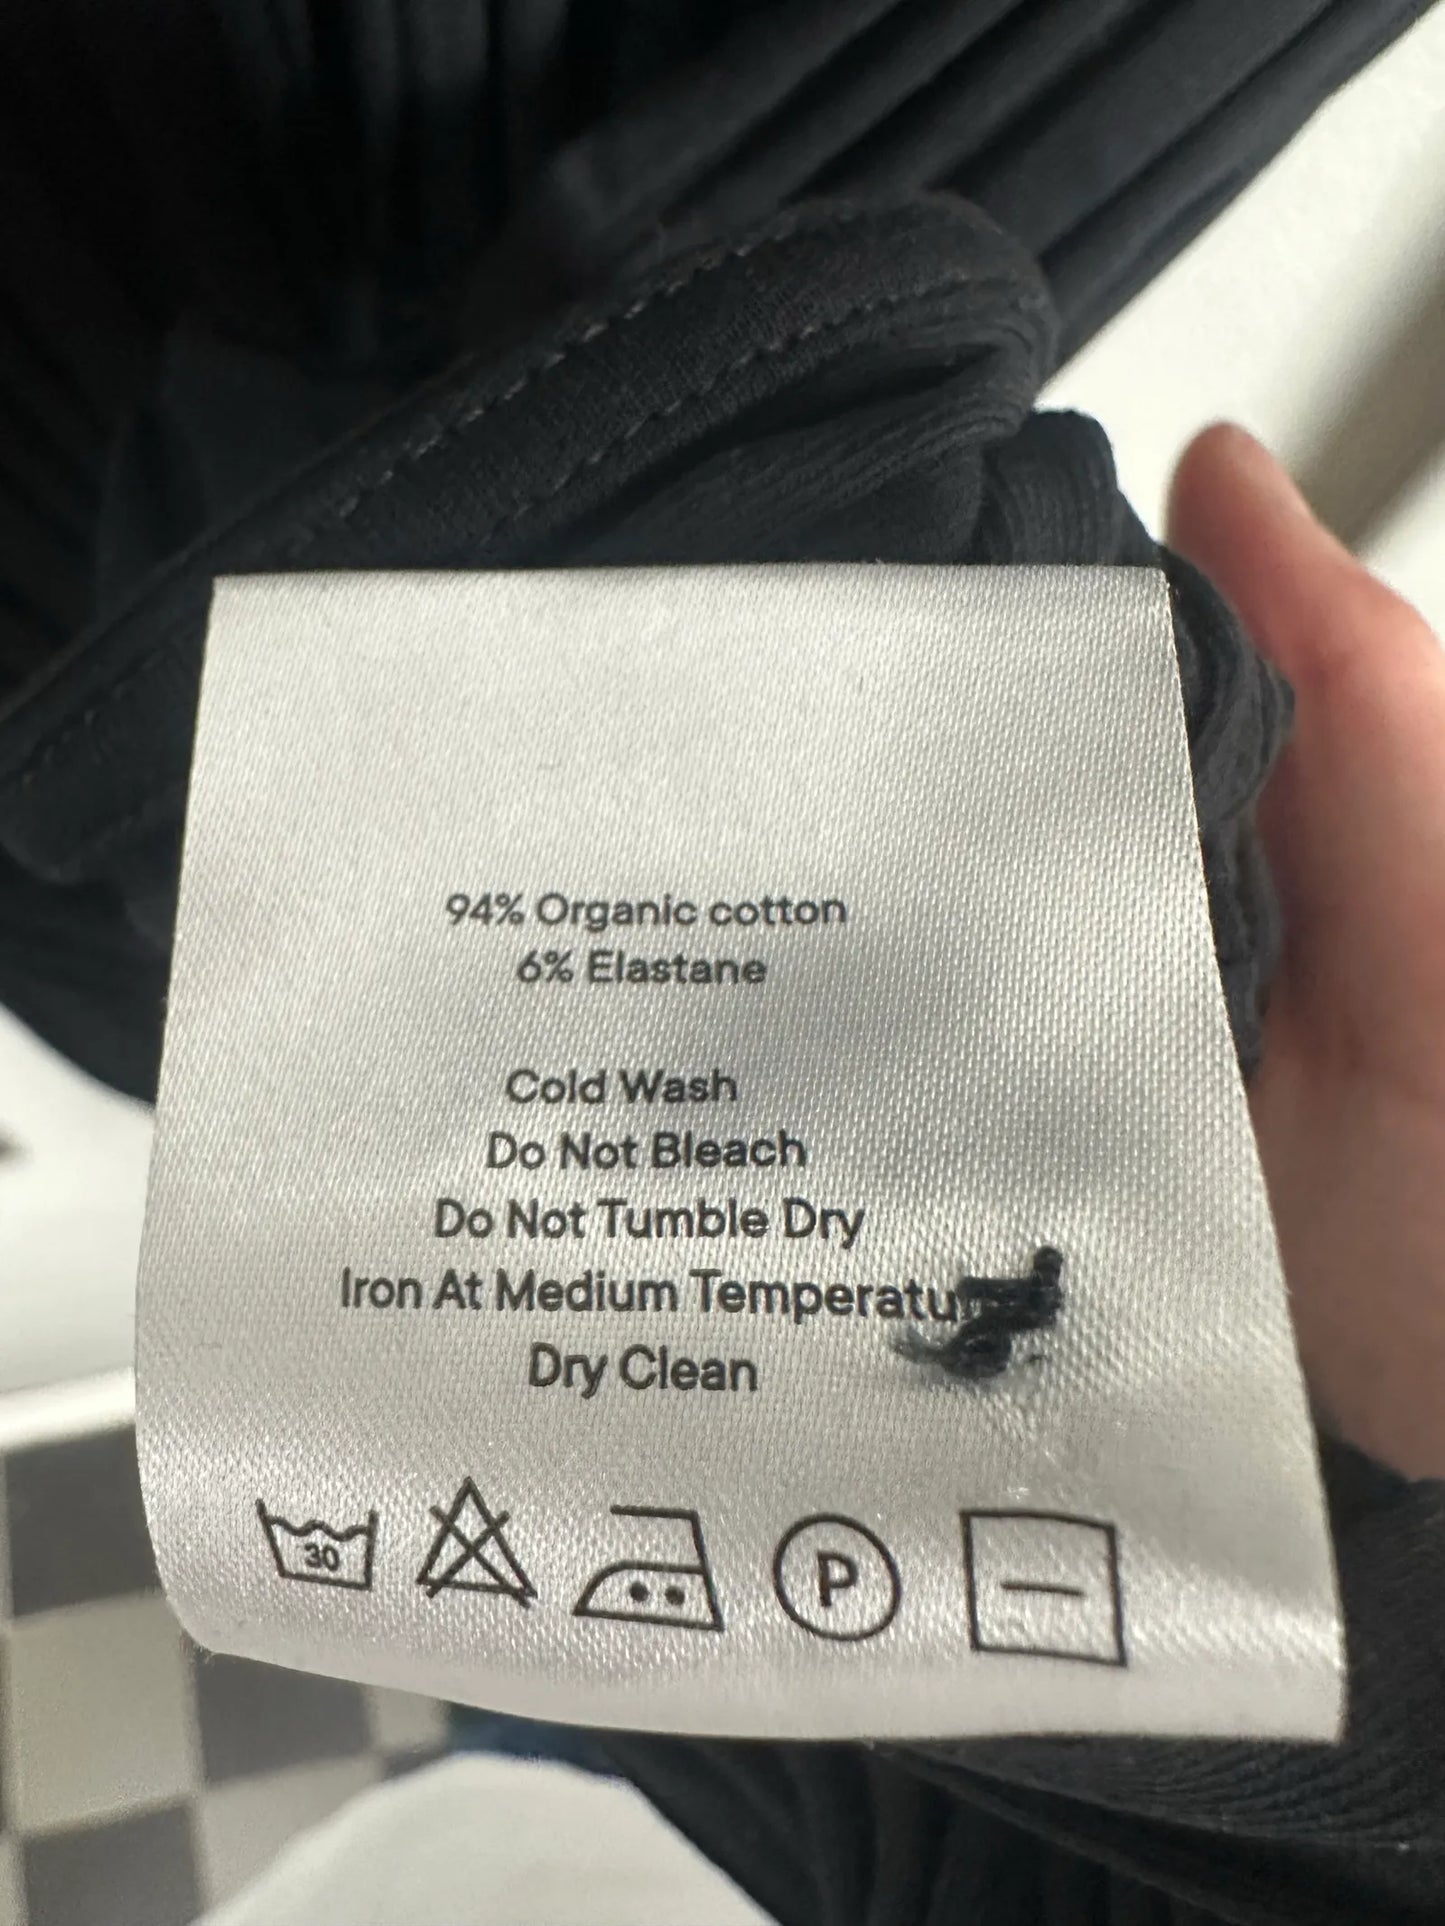 94% Organic cotton
6% Elastane
Cold Wash
Do Not Bleach
Do Not Tumble Dry
Iron At Medium
Dry Clean
30
P